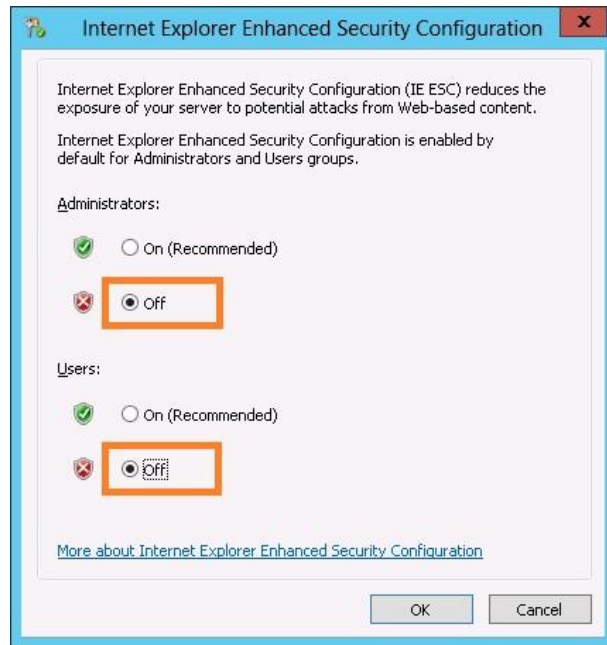 Internet Explorer Enhanced Security Configuration
x
Internet Explorer Enhanced Security Configuration (IE ESC) reduces the
exposure of your server to potential attacks from Web-based content.
Internet Explorer Enhanced Security Configuration is enabled by
default for Administrators and Users groups.
Administrators:
On (Recommended)
Off
Users:
On (Recommended)
Off
More about Internet Explorer Enhanced Security Configuration
OK Cancel